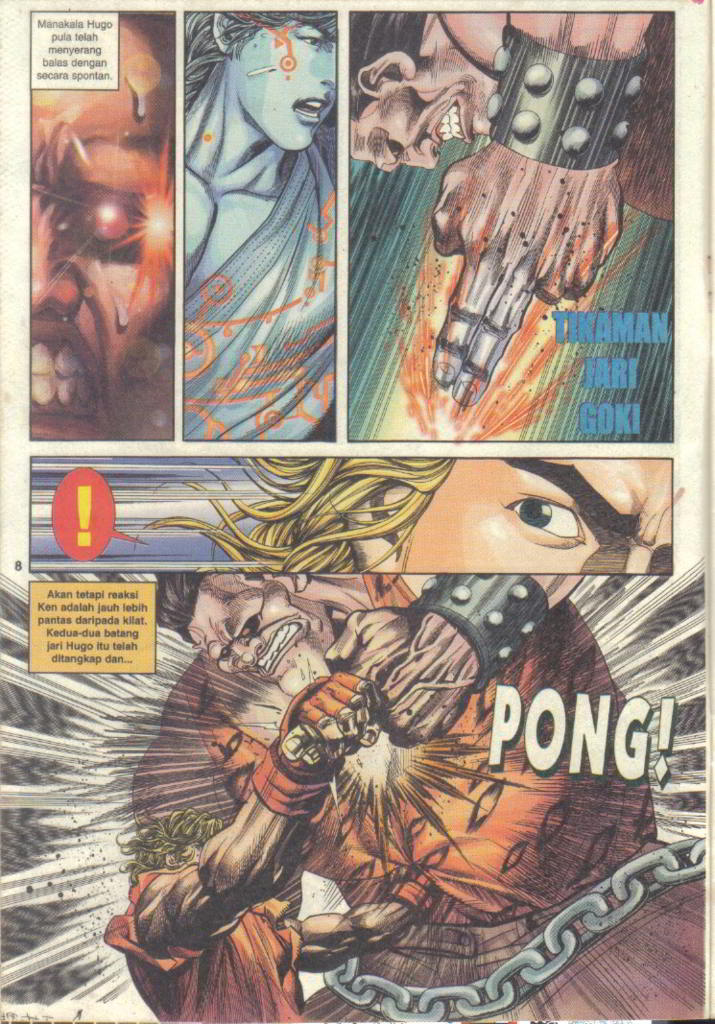 Manakala Hugo
pula telah
menyerang
balas dengan
secara spontan.
TIKAMAN
JARI
GOKI
!
8
Akan tetapi reaksi
Ken adalah jauh lebih
pantas daripada kilat.
Kedua-dua batang
jari Hugo itu telah
ditangkap dan...
PONG!